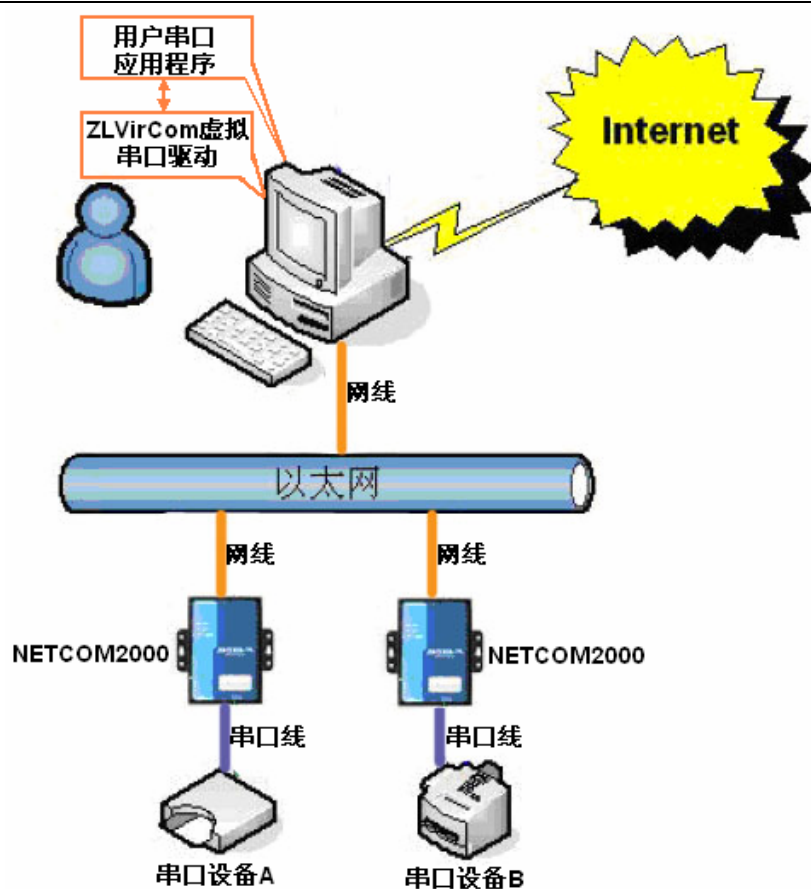 用户串口
应用程序
ZLVirCom虚拟
串口驱动
Internet
网线
以太网
网线
网线
NETCOM2000
NETCOM2000
串口线
串口线
串口设备A
串口设备B